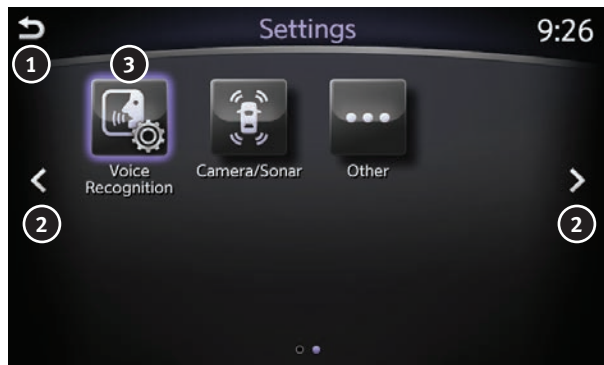 Settings
9:26
1
3
Voice
Recognition
Camera/Sonar
Other
2
2